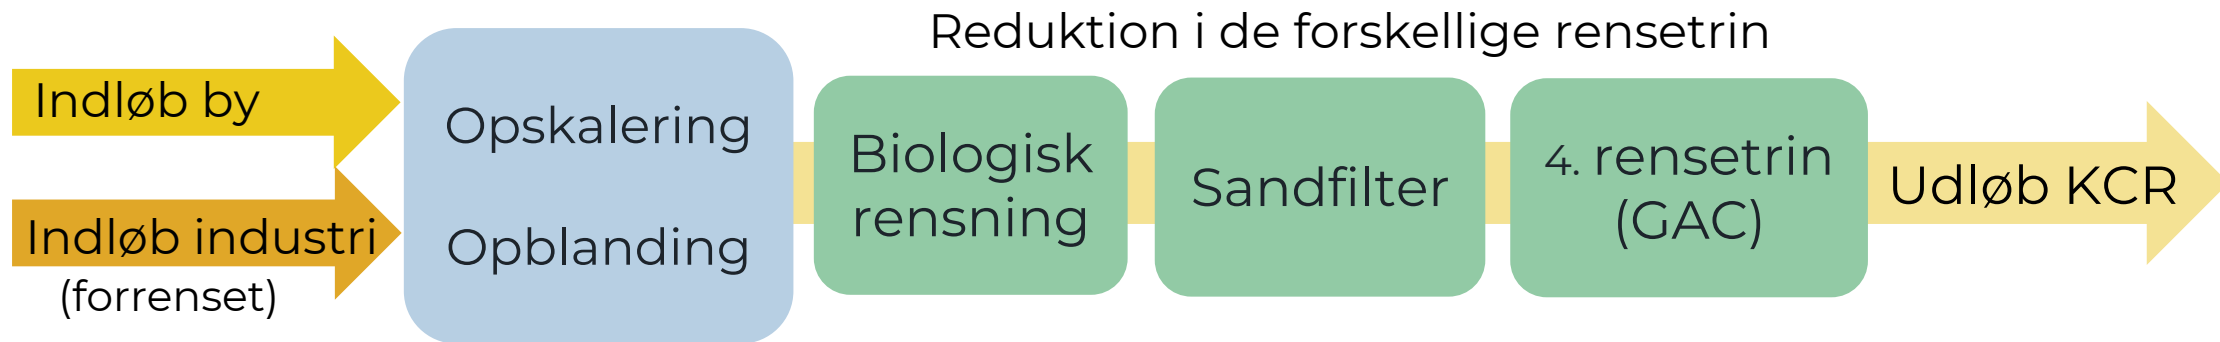 Reduktion i de forskellige rensetrin
Indløb by
Indløb industri
(forrenset)
Opskalering
Opblanding
Biologisk
rensning
Sandfilter
4. rensetrin
(GAC)
Udløb KCR